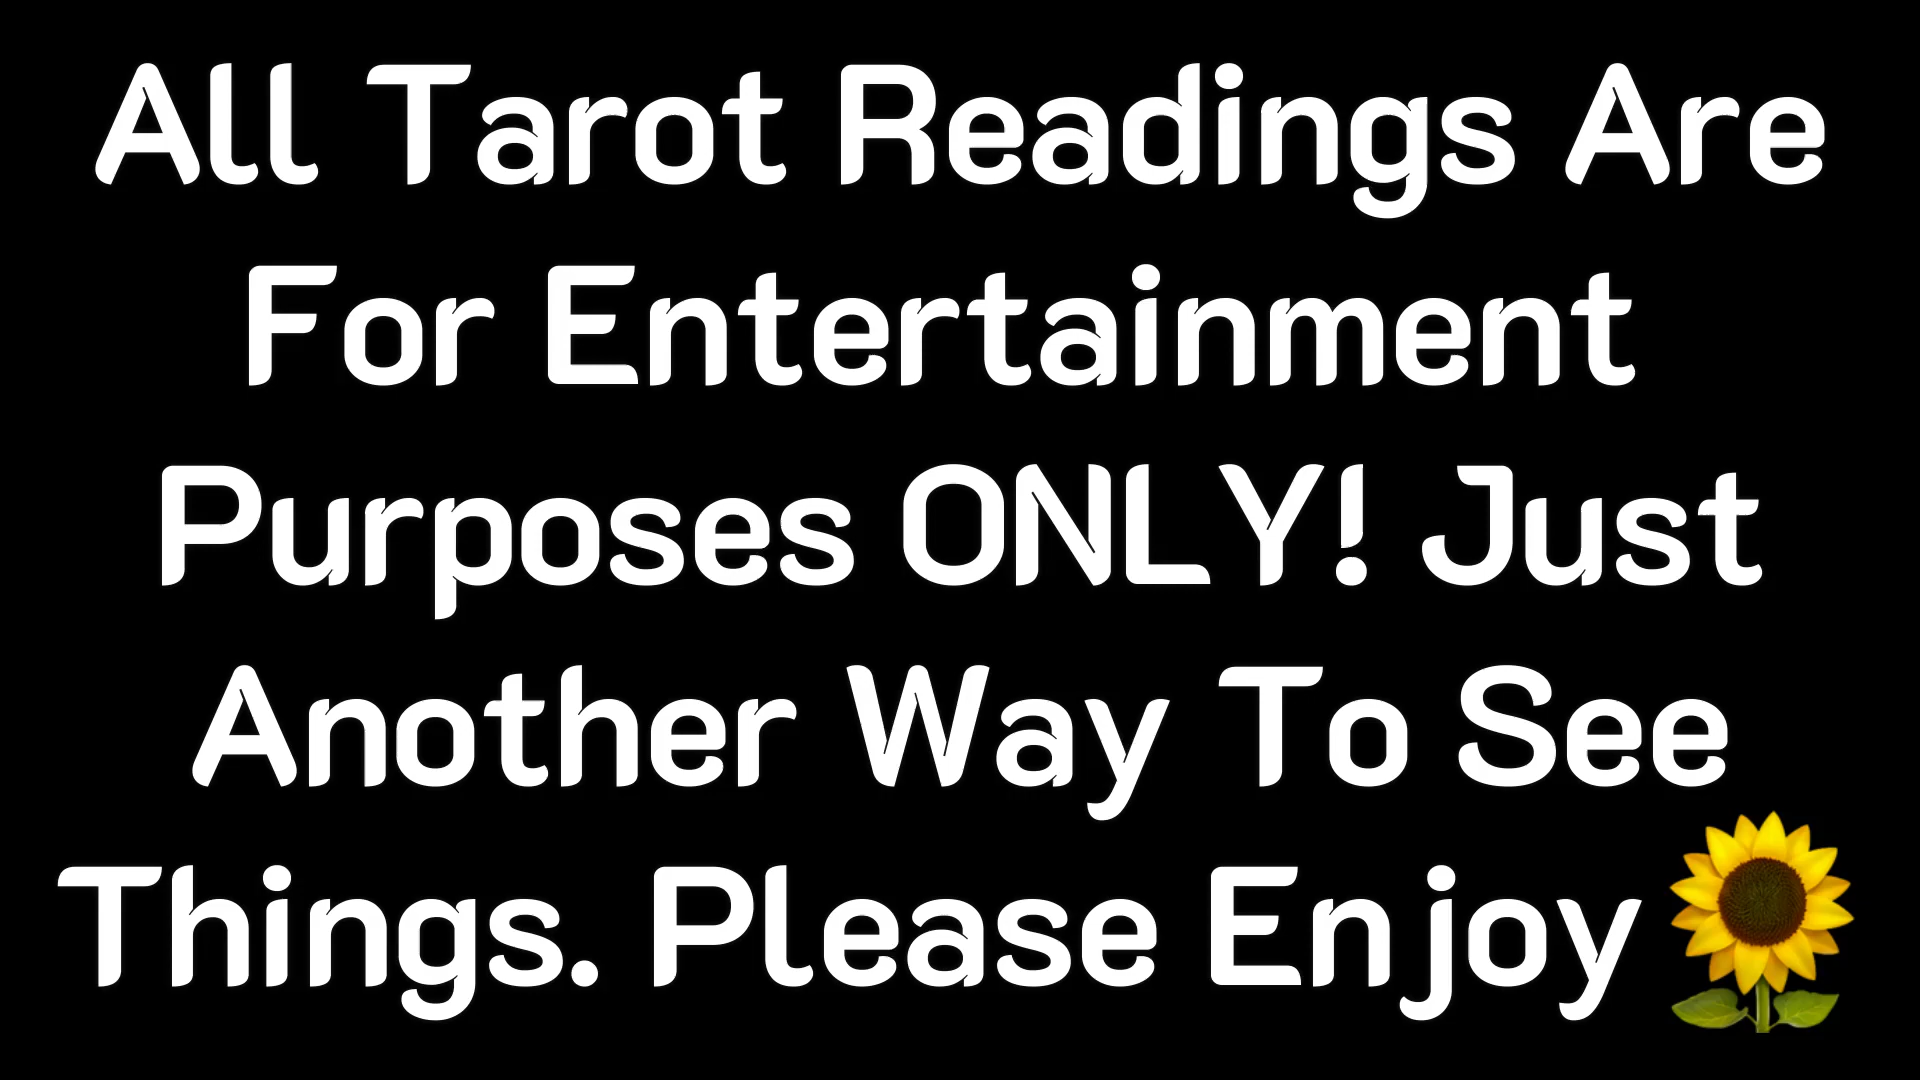 All Tarot Readings Are
For Entertainment
Purposes ONLY! Just
Another Way To See
Things. Please Enjoy🌻